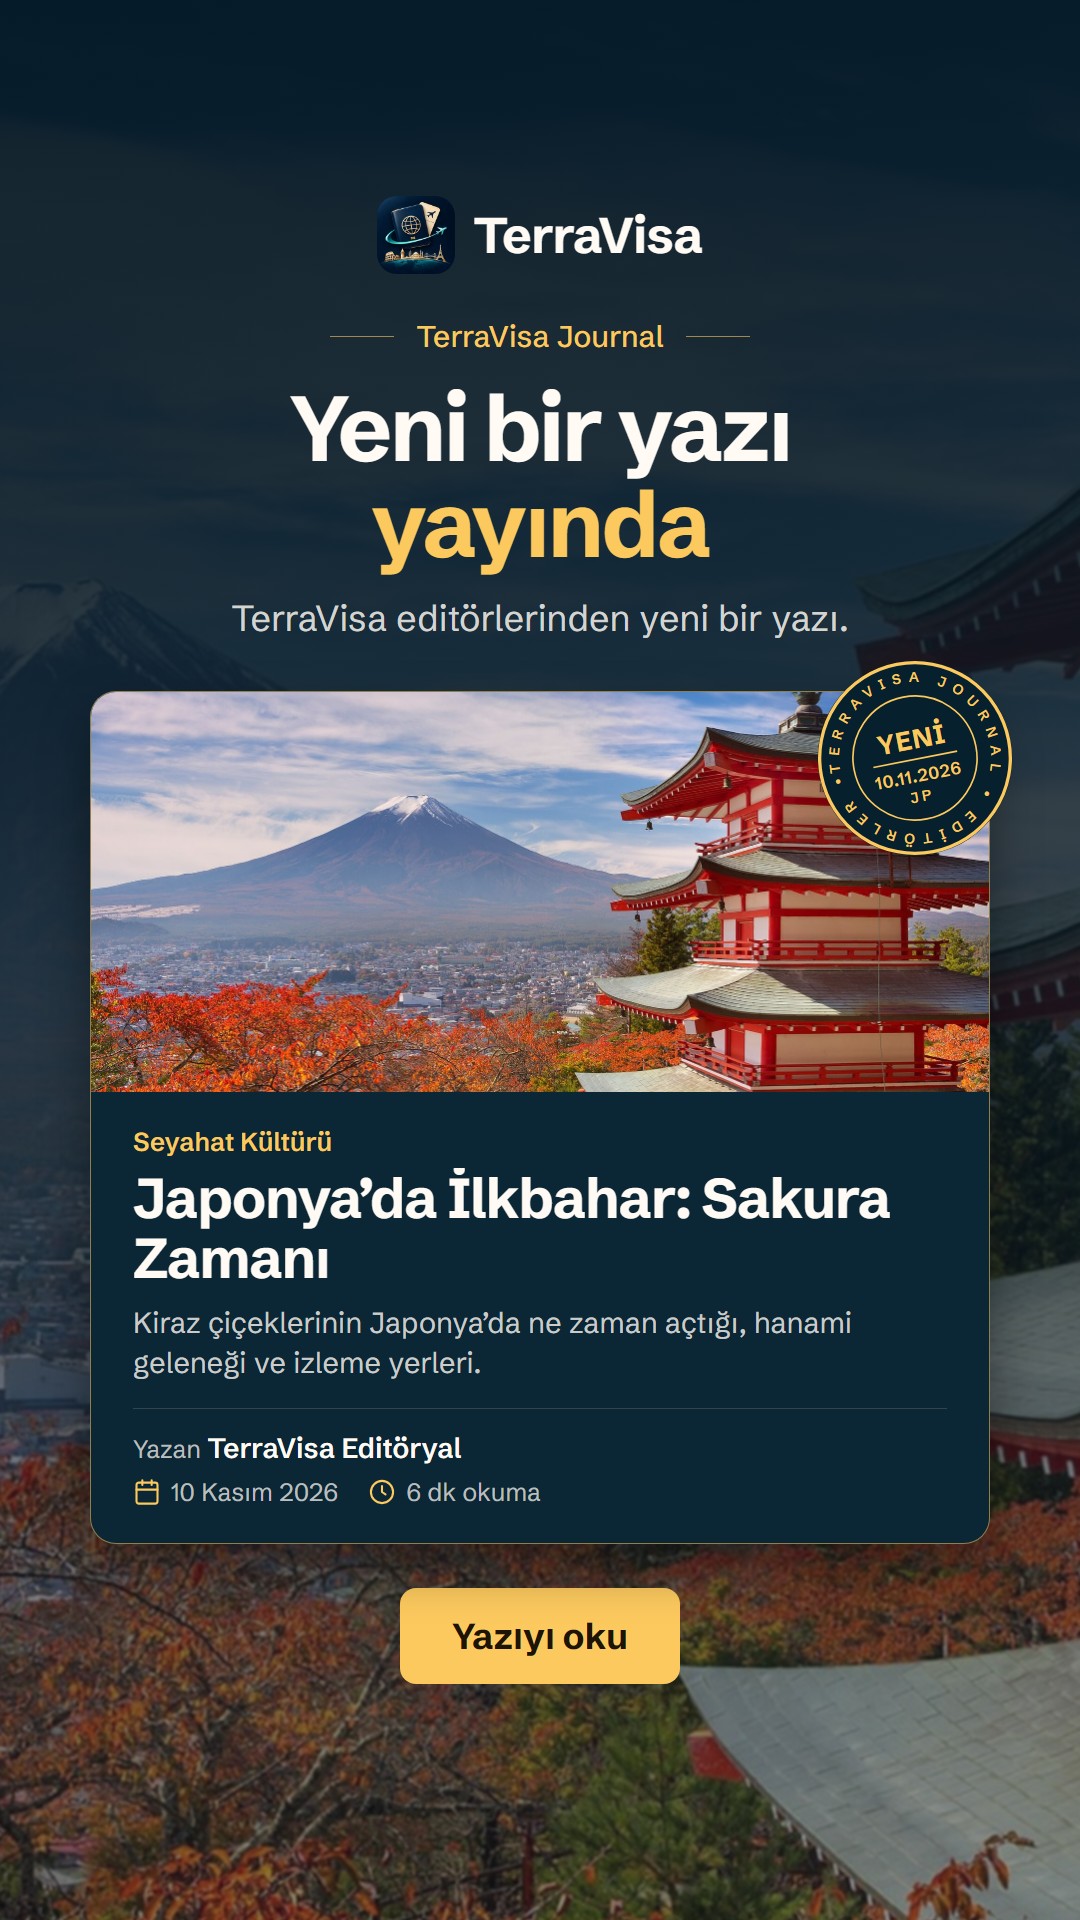 TerraVisa
TerraVisa Journal
Yeni bir yazı
yayında
TerraVisa editörlerinden yeni bir yazı.
TERRAVISA JOURNAL • EDİTÖRLER •
YENİ
10.11.2026
JP
Seyahat Kültürü
Japonya’da İlkbahar: Sakura
Zamanı
Kiraz çiçeklerinin Japonya’da ne zaman açtığı, hanami
geleneği ve izleme yerleri.
Yazan TerraVisa Editöryal
10 Kasım 2026 6 dk okuma
Yazıyı oku